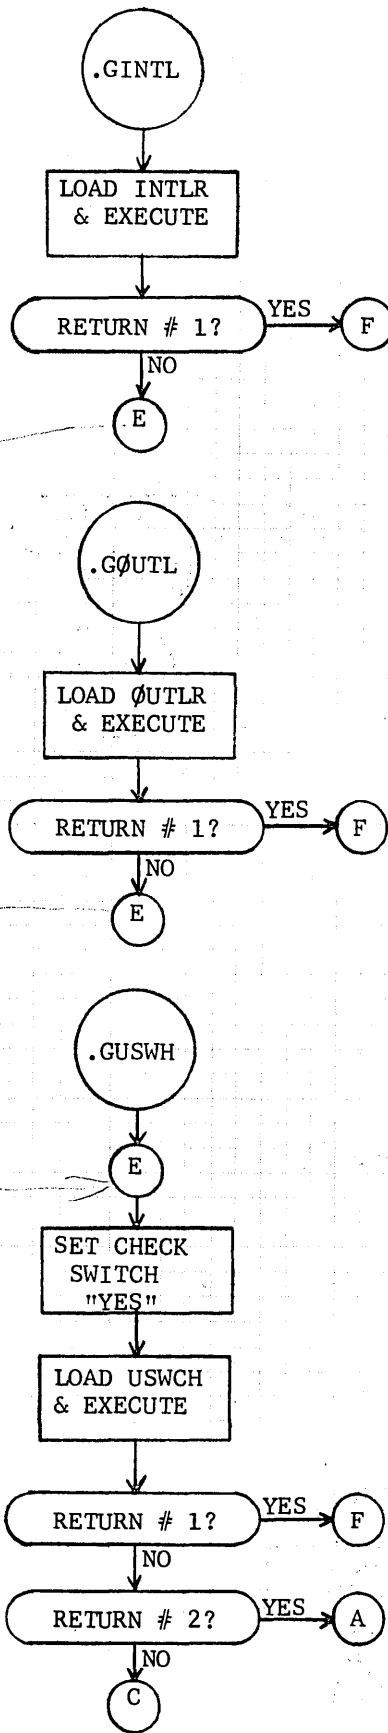 .GINTL
LOAD INTLR
& EXECUTE
RETURN # 1?
YES
F
NO
E
.GØUTL
LOAD ØUTLR
& EXECUTE
RETURN # 1?
YES
F
NO
E
.GUSWH
E
SET CHECK
SWITCH
"YES"
LOAD USWCH
& EXECUTE
RETURN # 1?
YES
F
NO
RETURN # 2?
YES
A
NO
C